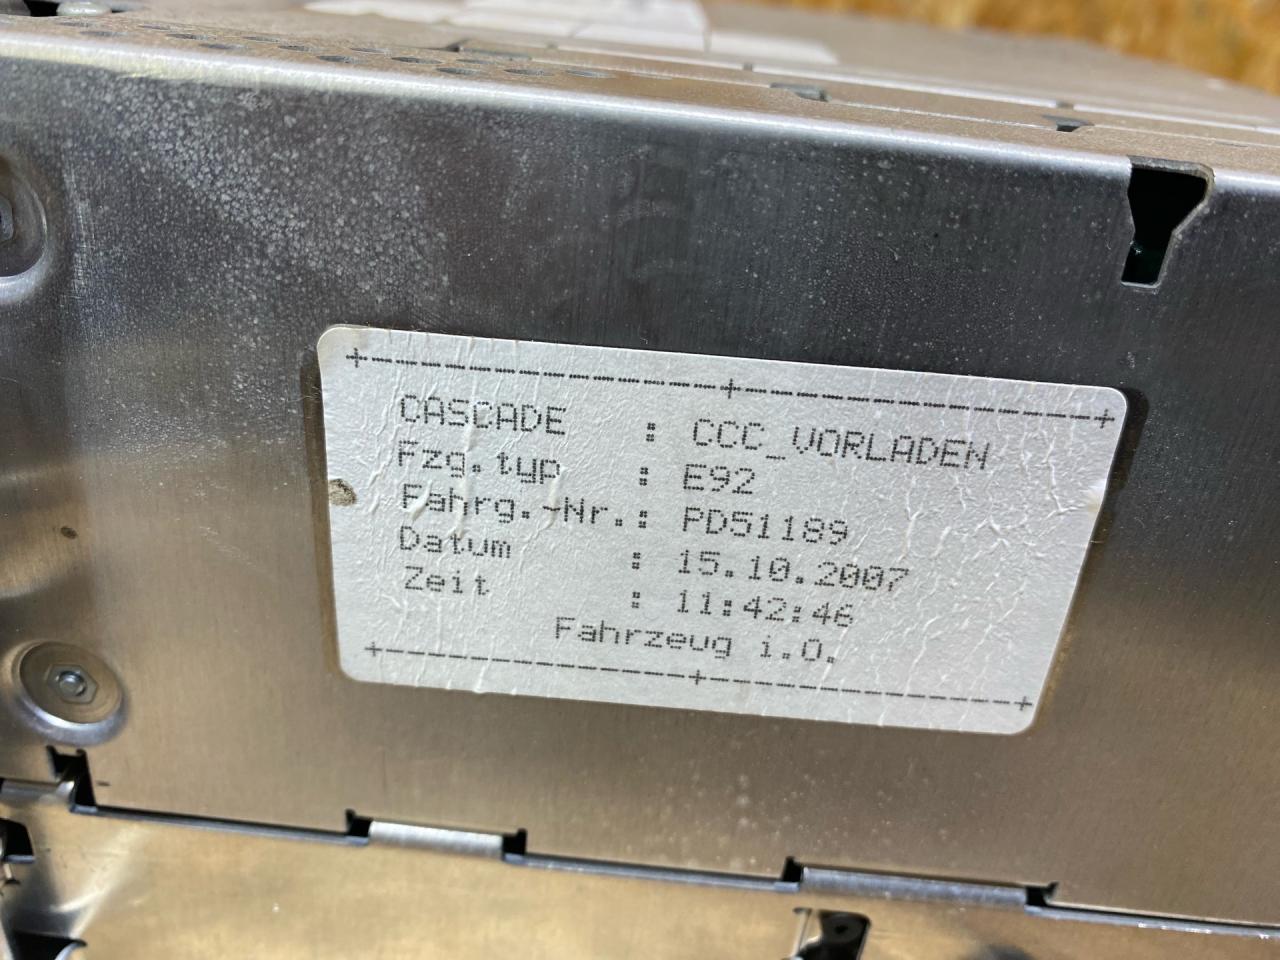 +---------------------+---------------------+
CASCADE : CCC_VORLADEN
Fzg.typ : E92
Fahrg.-Nr.: PD51189
Datum : 15.10.2007
Zeit : 11:42:46
Fahrzeug i.O.
+---------------------+---------------------+